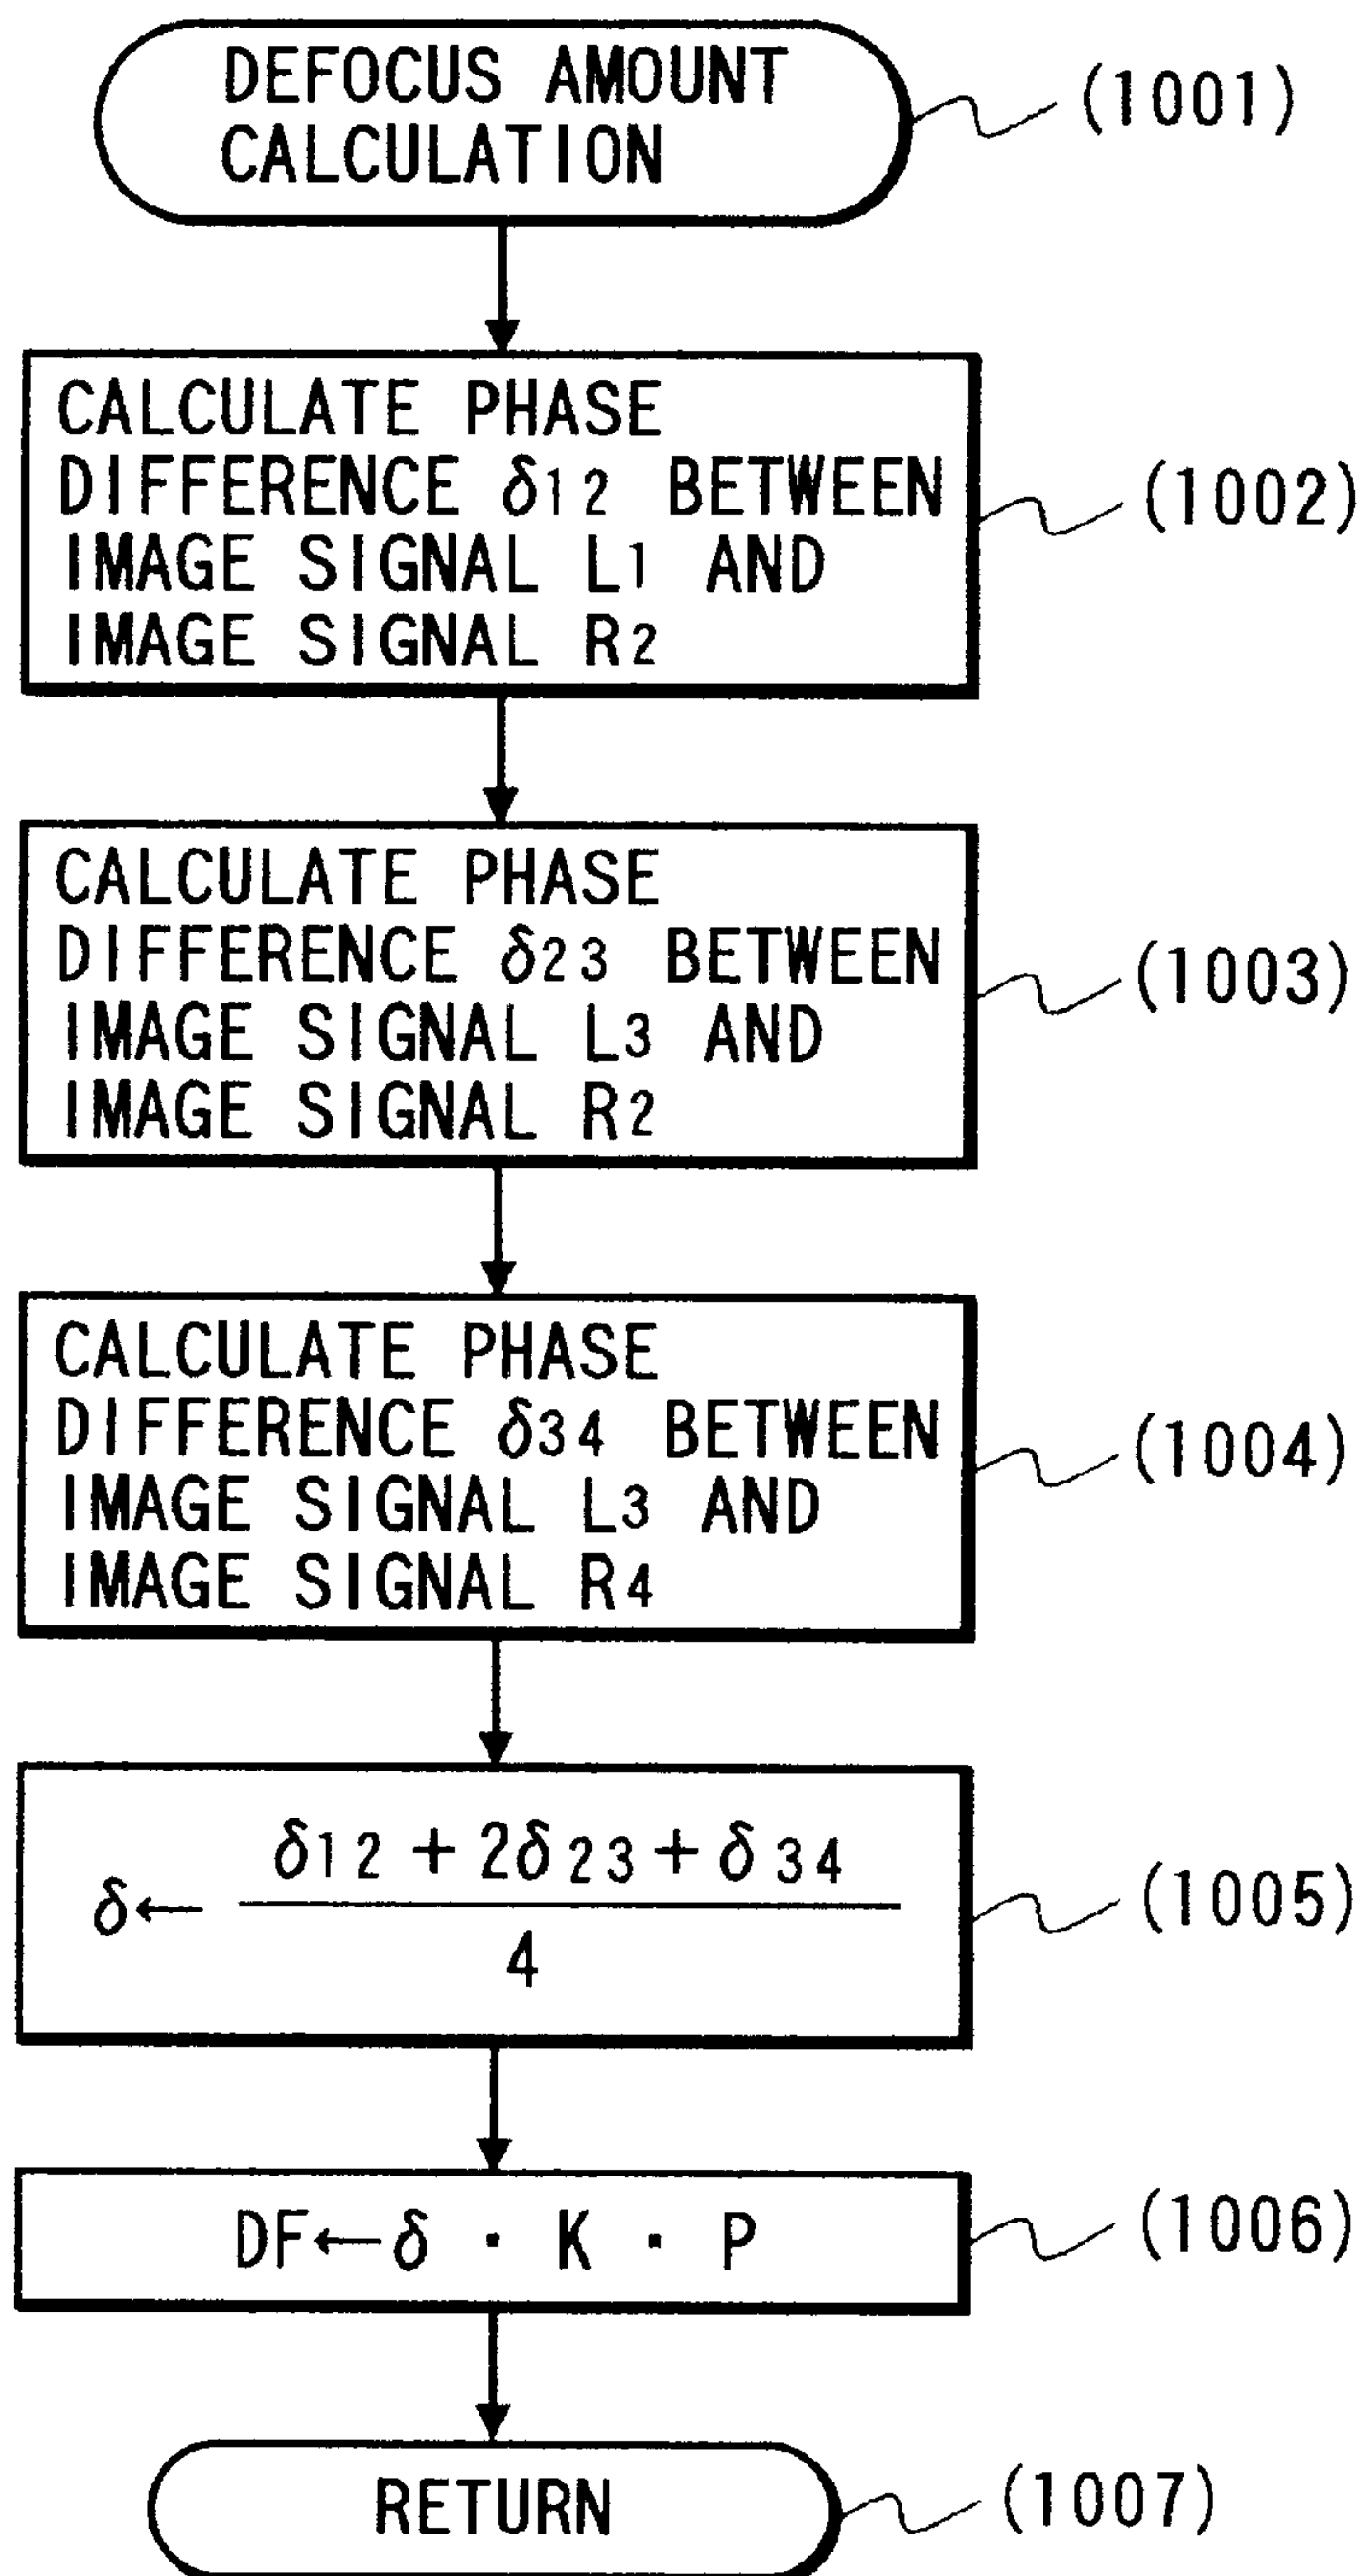 DEFOCUS AMOUNT
CALCULATION
(1001)
CALCULATE PHASE
DIFFERENCE δ12 BETWEEN
IMAGE SIGNAL L1 AND
IMAGE SIGNAL R2
(1002)
CALCULATE PHASE
DIFFERENCE δ23 BETWEEN
IMAGE SIGNAL L3 AND
IMAGE SIGNAL R2
(1003)
CALCULATE PHASE
DIFFERENCE δ34 BETWEEN
IMAGE SIGNAL L3 AND
IMAGE SIGNAL R4
(1004)
δ12 + 2δ23 + δ34
δ←
4
(1005)
DF←δ · K · P
(1006)
RETURN
(1007)